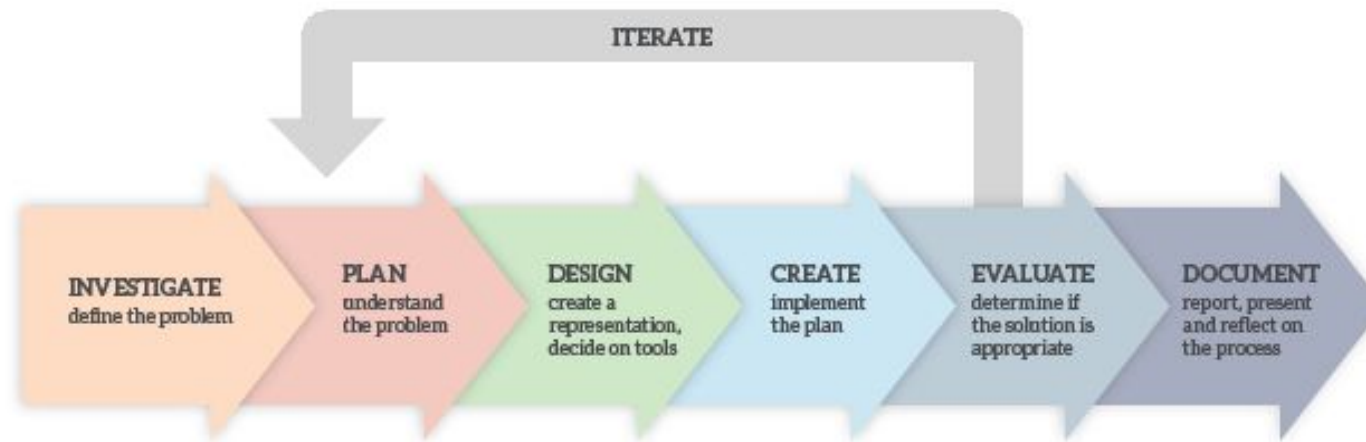 ITERATE
INVESTIGATE
define the problem
PLAN
understand
the problem
DESIGN
create a
representation,
decide on tools
CREATE
implement
the plan
EVALUATE
determine if
the solution is
appropriate
DOCUMENT
report, present
and reflect on
the process